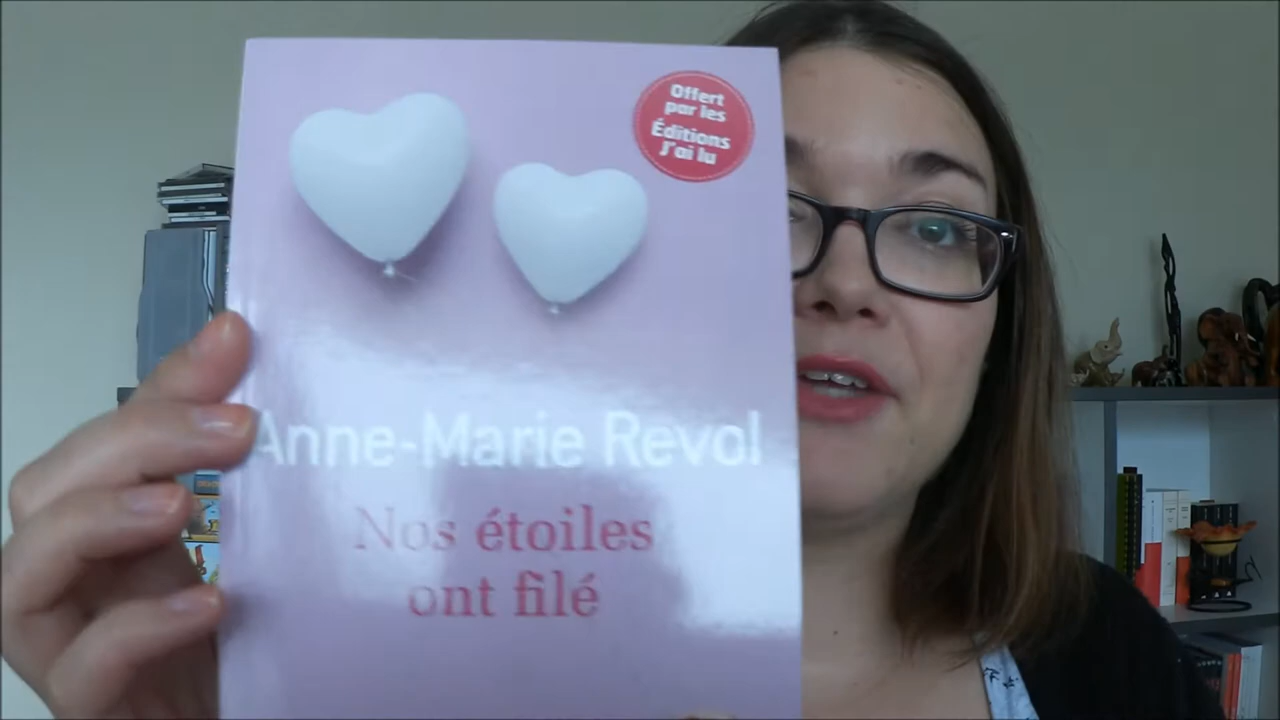 Offert
par les
Éditions
J'ai lu
Anne-Marie Revol
Nos étoiles
ont filé